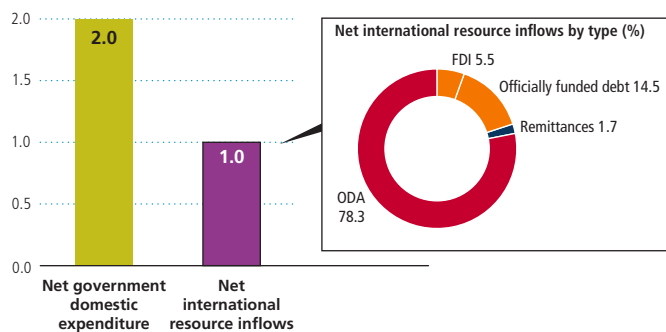 2.0
1.5
1.0
0.5
0.0
2.0
1.0
Net government
domestic
expenditure
Net
international
resource inflows
Net international resource inflows by type (%)
FDI 5.5
Officially funded debt 14.5
Remittances 1.7
ODA
78.3